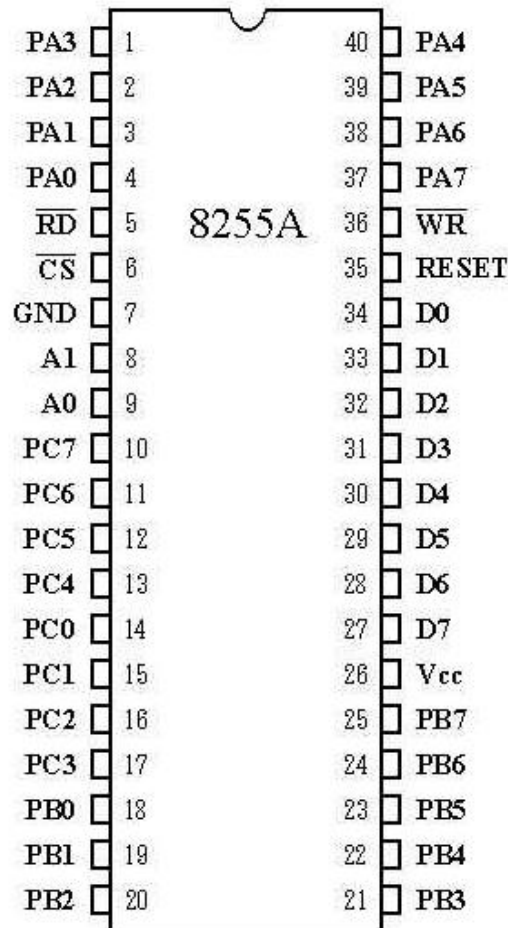 PA3 1 40 PA4
PA2 2 39 PA5
PA1 3 38 PA6
PA0 4 37 PA7
R̅D̅ 5 8255A 36 W̅R̅
C̅S̅ 6 35 RESET
GND 7 34 D0
A1 8 33 D1
A0 9 32 D2
PC7 10 31 D3
PC6 11 30 D4
PC5 12 29 D5
PC4 13 28 D6
PC0 14 27 D7
PC1 15 26 Vcc
PC2 16 25 PB7
PC3 17 24 PB6
PB0 18 23 PB5
PB1 19 22 PB4
PB2 20 21 PB3